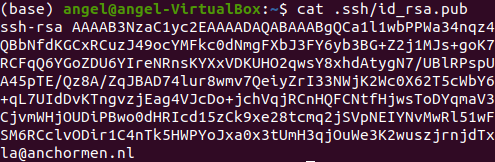 (base) angel@angel-VirtualBox:~$ cat .ssh/id_rsa.pub
ssh-rsa AAAAB3NzaC1yc2EAAAADAQABAAABgQCa1l1wbPPWa34nqz4
QBbNfdKGCxRCuzJ49ocYMFkc0dNmgFXbJ3FY6yb3BG+Z2j1MJs+goK7
RCFqQ6YGoZDU6YIreNRnsKYXxVDKUHO2qwsY8xhdAtygN7/UBlRPspU
A45pTE/Qz8A/ZqJBAD74lur8wmv7QeiyZrI33NWjK2Wc0X62T5cWbY6
+qL7UIdDvKTngvzjEag4VJcDo+jchVqjRCnHQFCNtfHjwsToDYqmaV3
CjvmWHjOUDiPBwo0dHRIcd15zCk9xe28tcmq2jSVpNEIYNvMwRl51wF
SM6RCclvODir1C4nTk5HWPYoJxa0x3tUmH3qjOuWe3K2wuszjrnjdTx
la@anchormen.nl